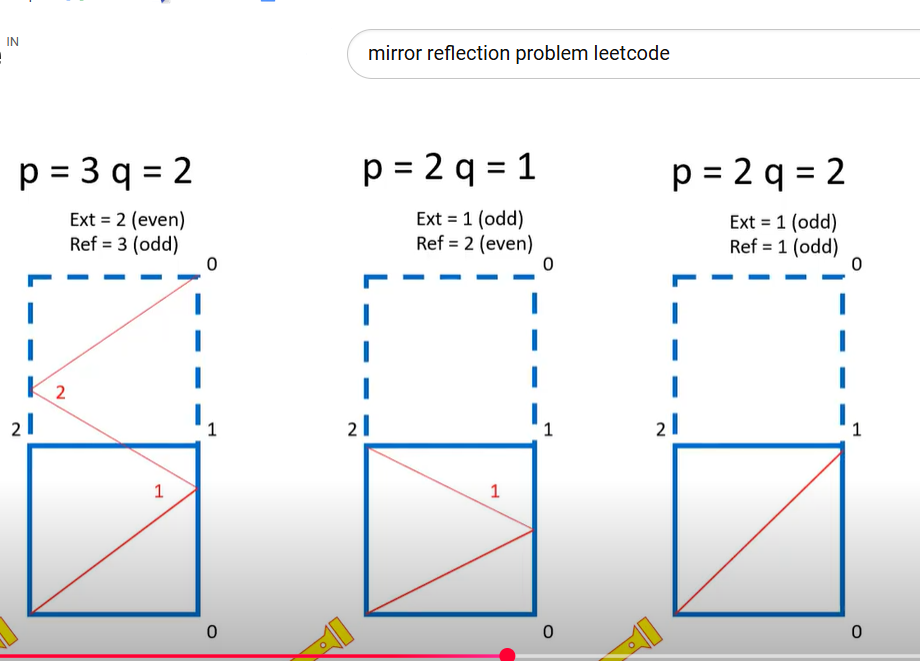 IN
mirror reflection problem leetcode
p = 3 q = 2
Ext = 2 (even)
Ref = 3 (odd)
0
2
2
1
1
0
p = 2 q = 1
Ext = 1 (odd)
Ref = 2 (even)
0
2
1
1
0
p = 2 q = 2
Ext = 1 (odd)
Ref = 1 (odd)
0
2
1
0